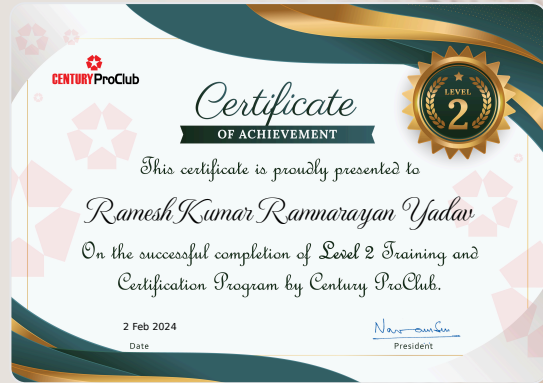 CENTURY ProClub
LEVEL
2
Certificate
OF ACHIEVEMENT
This certificate is proudly presented to
Ramesh Kumar Ramnarayan Yadav
On the successful completion of Level 2 Training and
Certification Program by Century ProClub.
2 Feb 2024
Date
President